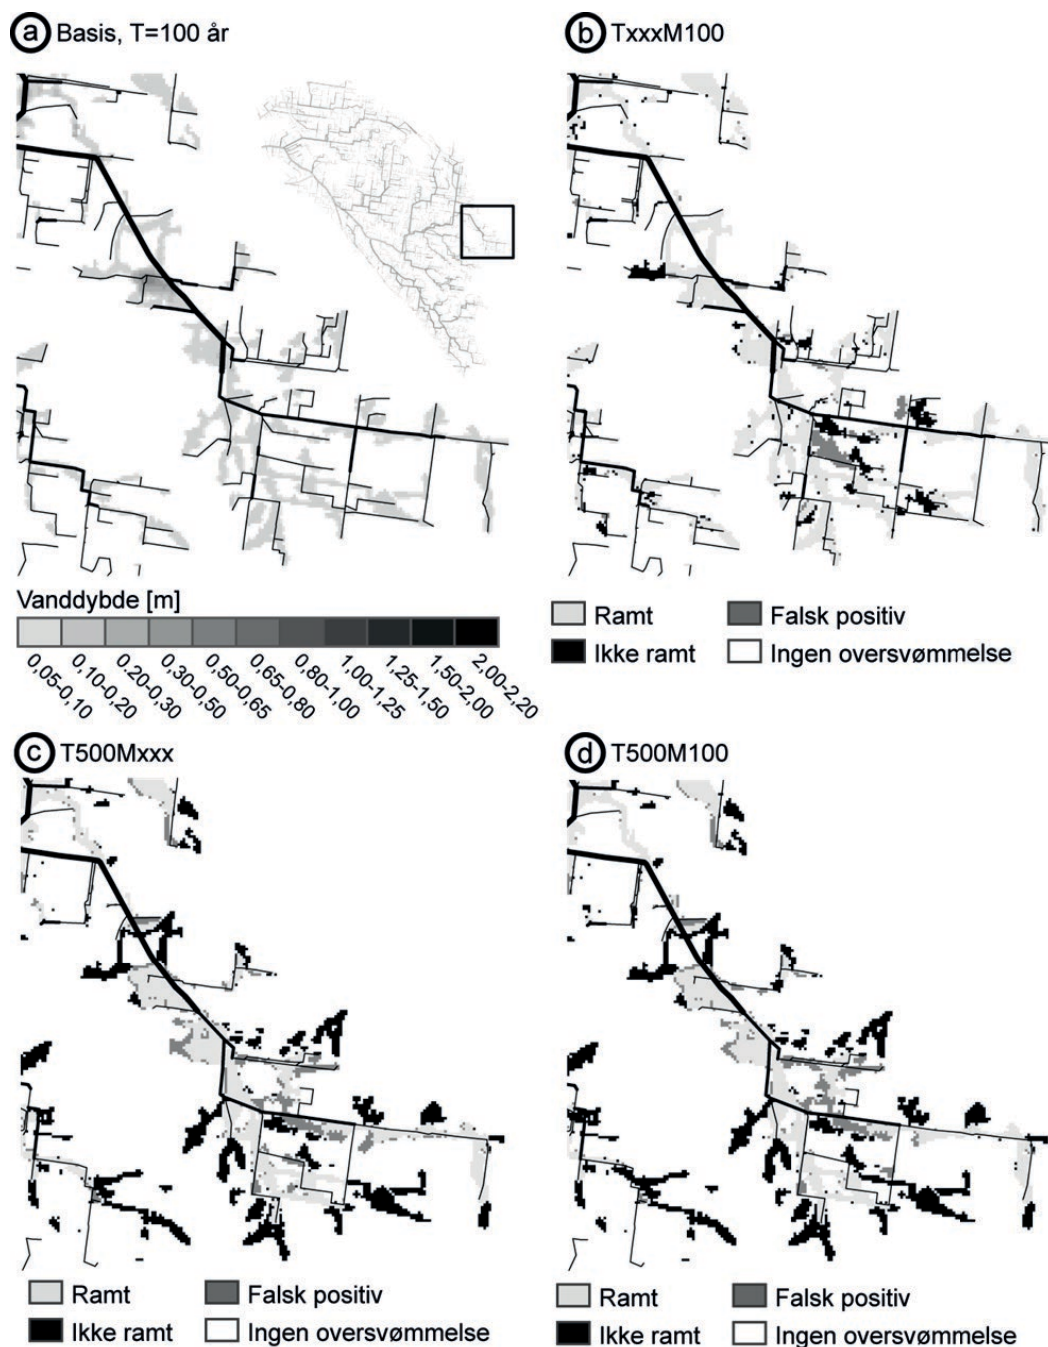 a Basis, T=100 år
b TxxxM100
Vanddybde [m]
0,05-0,10
0,10-0,20
0,20-0,30
0,30-0,50
0,50-0,65
0,65-0,80
0,80-1,00
1,00-1,25
1,25-1,50
1,50-2,00
2,00-2,20
Ramt
Falsk positiv
Ikke ramt
Ingen oversvømmelse
c T500Mxxx
d T500M100
Ramt
Falsk positiv
Ikke ramt
Ingen oversvømmelse
Ramt
Falsk positiv
Ikke ramt
Ingen oversvømmelse